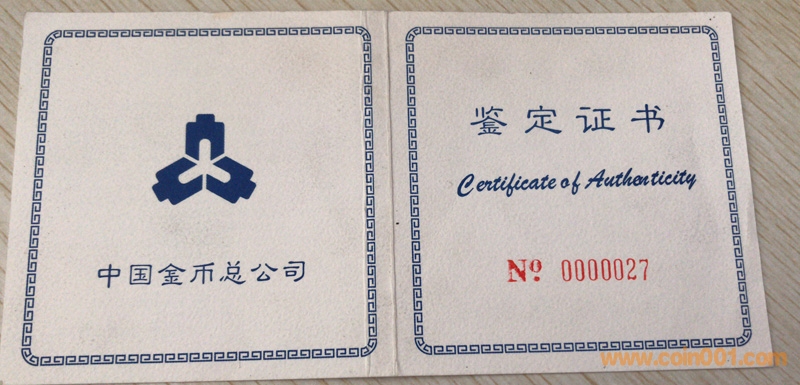 中国金币总公司
鉴定证书
Certificate of Authenticity
Nº 0000027
www.coin001.com